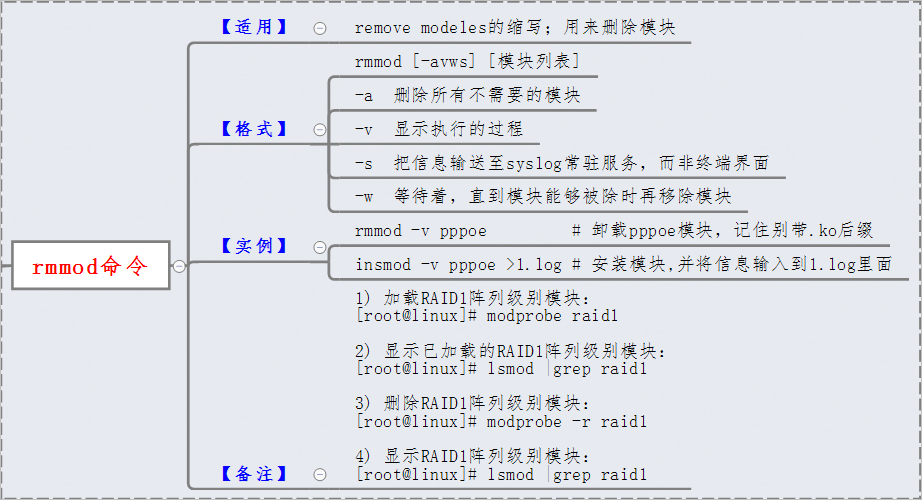 rmmod命令
【适用】
remove modeles的缩写；用来删除模块
【格式】
rmmod [-avws] [模块列表]
-a 删除所有不需要的模块
-v 显示执行的过程
-s 把信息输送至syslog常驻服务，而非终端界面
-w 等待着，直到模块能够被除时再移除模块
【实例】
rmmod -v pppoe # 卸载pppoe模块，记住别带.ko后缀
insmod -v pppoe >1.log # 安装模块,并将信息输入到1.log里面
【备注】
1) 加载RAID1阵列级别模块：
[root@linux]# modprobe raid1
2) 显示已加载的RAID1阵列级别模块：
[root@linux]# lsmod |grep raid1
3) 删除RAID1阵列级别模块：
[root@linux]# modprobe -r raid1
4) 显示RAID1阵列级别模块：
[root@linux]# lsmod |grep raid1